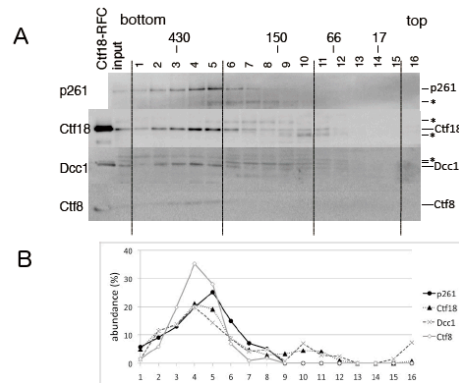 A
bottom
top
Ctf18-RFC
input
430
150
66
17
1 2 3 4 5 6 7 8 9 10 11 12 13 14 15 16
p261
p261
*
*
Ctf18
Ctf18
*
*
Dcc1
Dcc1
Ctf8
Ctf8
B
abundance (%)
40
30
20
10
0
1 2 3 4 5 6 7 8 9 10 11 12 13 14 15 16
p261
Ctf18
Dcc1
Ctf8